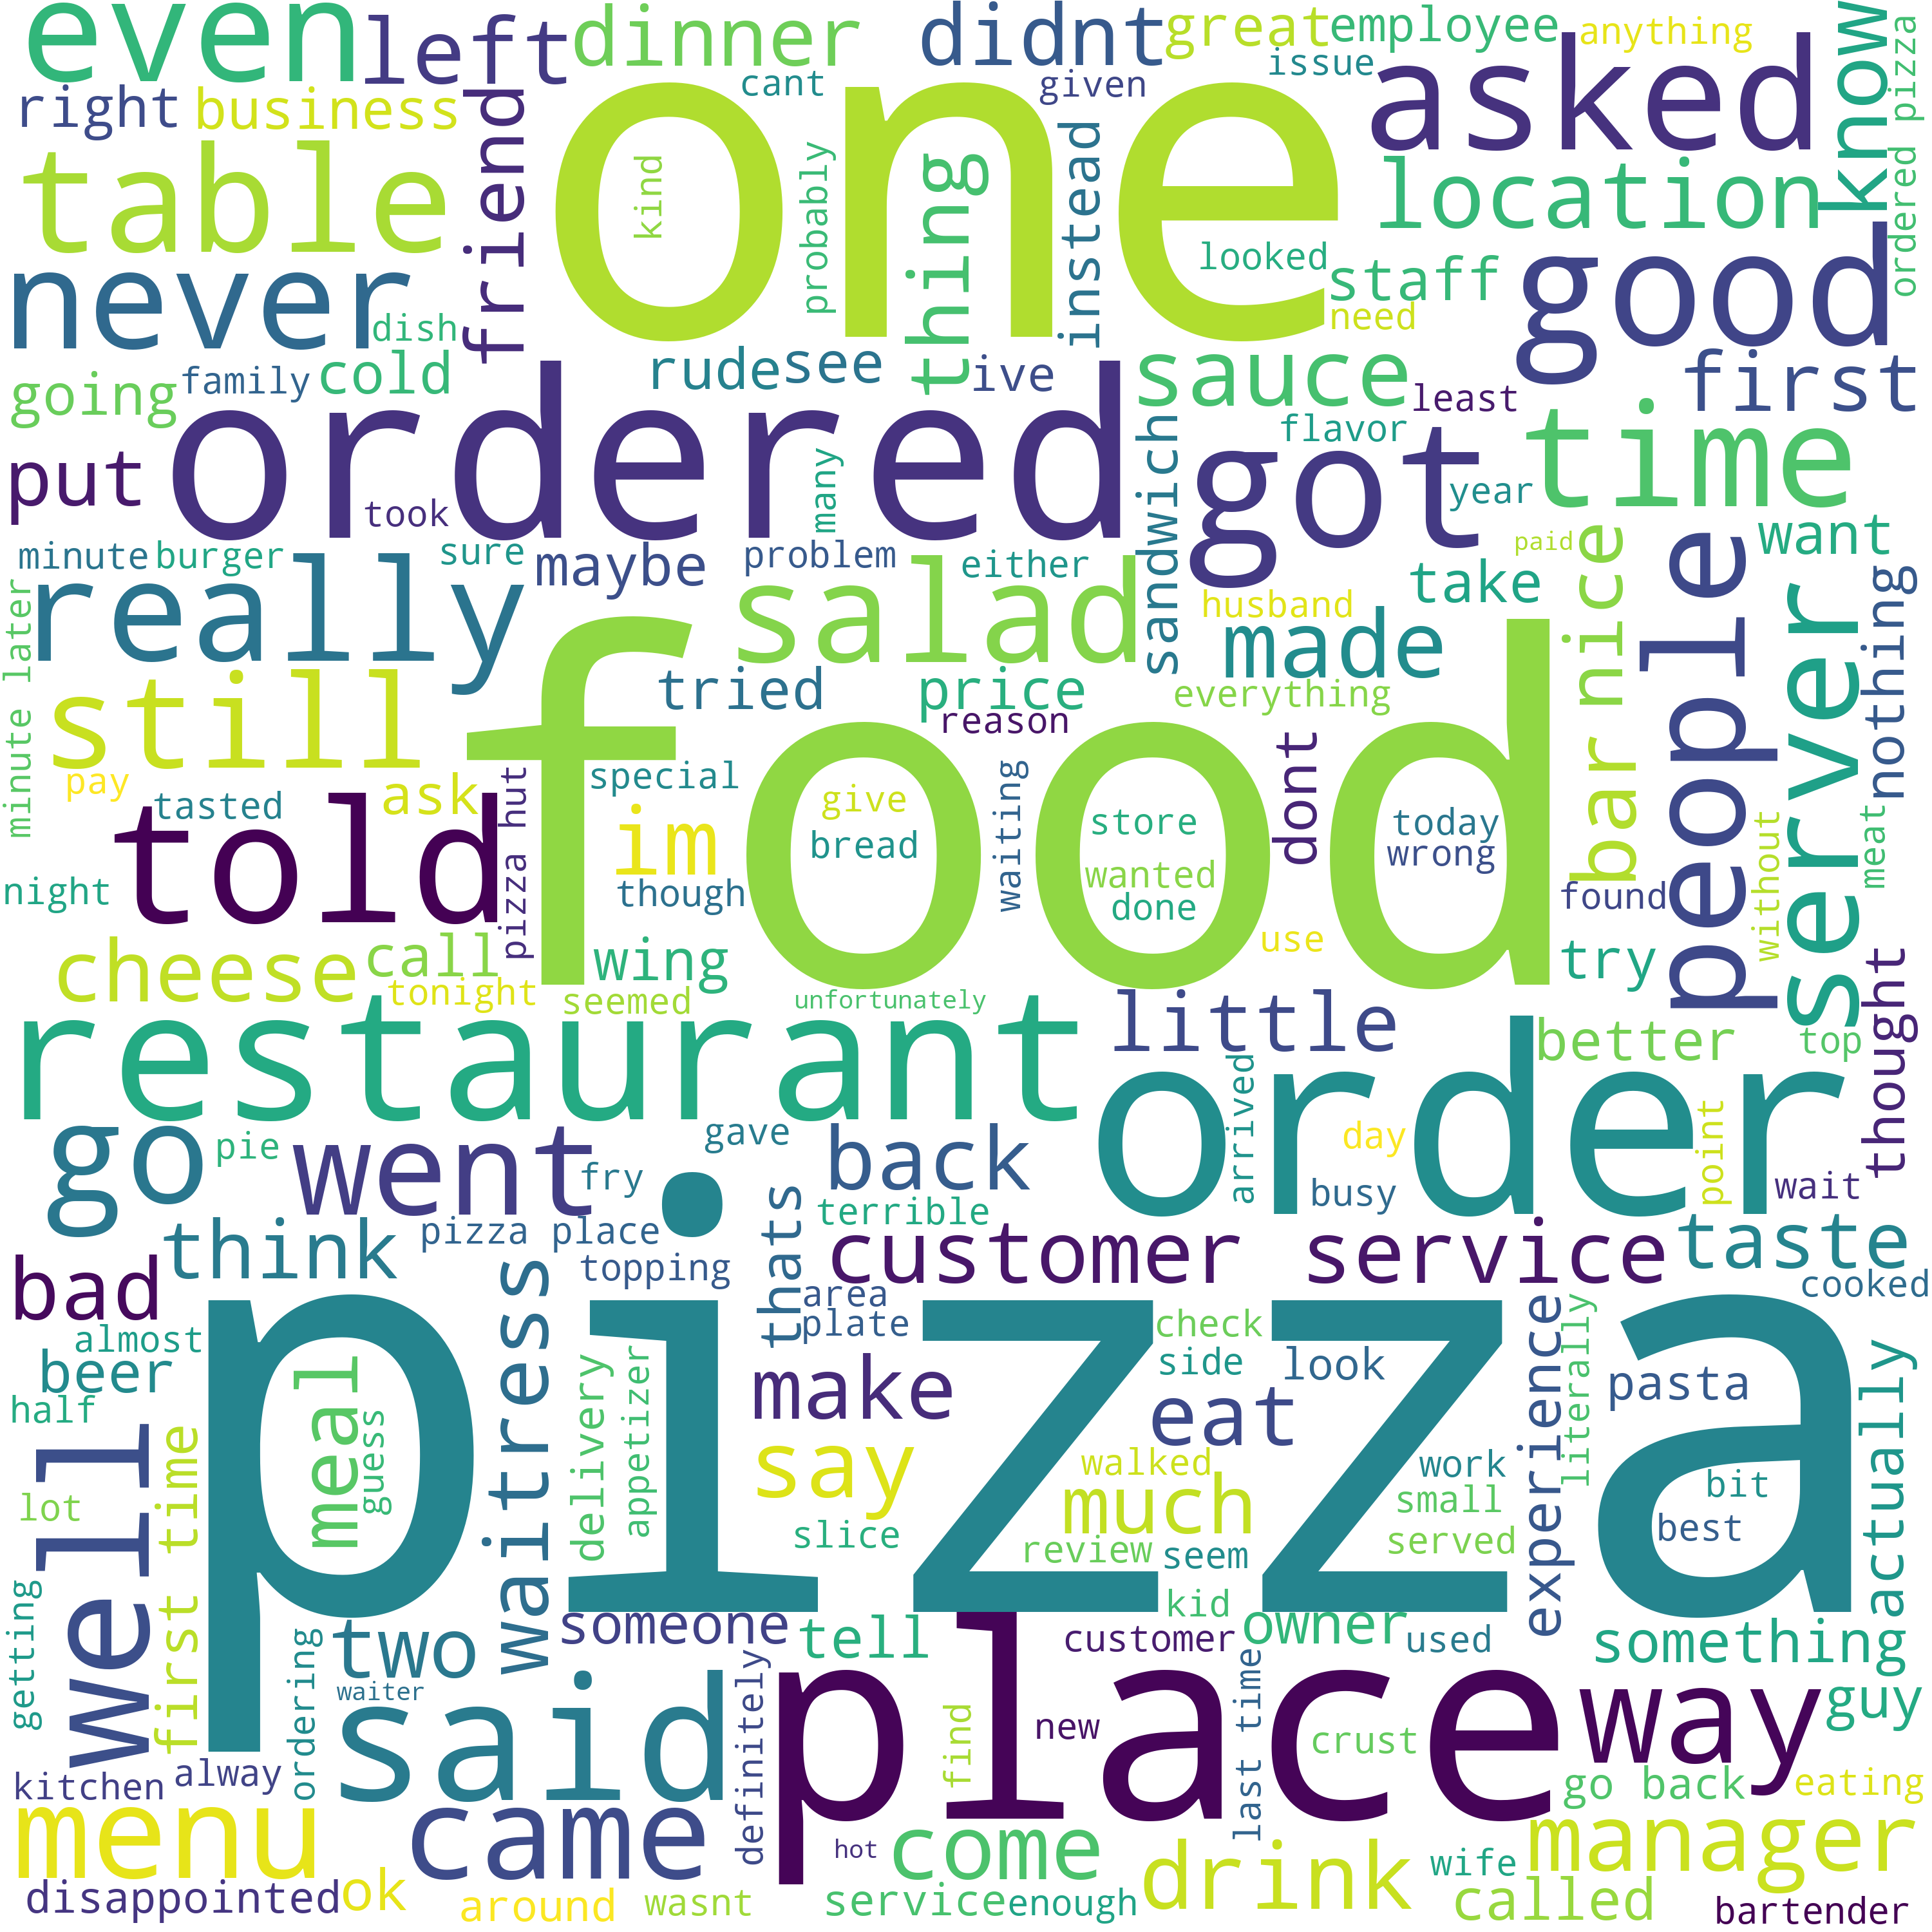 even
left
dinner
didnt
great
employee
anything
know
ordered pizza
right
business
friend
one
cant
given
issue
asked
table
kind
probably
thing
instead
looked
location
never
dish
staff
need
good
going
family
cold
rude
see
ive
sauce
least
first
put
ordered
took
many
sandwich
flavor
got
year
time
minute
burger
sure
maybe
problem
either
husband
take
paid
bar
nice
people
want
server
nothing
minute later
really
salad
made
still
tried
price
reason
everything
pay
tasted
ask
pizza hut
special
im
food
give
bread
waiting
store
wanted
done
dont
today
wrong
night
told
though
use
found
without
meat
cheese
call
tonight
wing
seemed
unfortunately
try
thought
restaurant
little
better
top
order
arrived
go
pie
went
fry
gave
back
day
busy
point
wait
think
pizza place
topping
thats
terrible
customer service
taste
bad
almost
area
plate
cooked
beer
half
pizza
meal
guess
waitress
delivery
appetizer
make
check
side
look
eat
experience
literally
pasta
actually
well
lot
first time
say
walked
much
work
small
served
bit
best
slice
review
seem
kid
getting
ordering
two
someone
tell
customer
owner
used
something
waiter
said
definitely
place
find
new
last time
crust
way
guy
kitchen
alway
go back
eating
menu
came
hot
come
drink
manager
wife
disappointed
ok
around
wasnt
service
enough
called
bartender